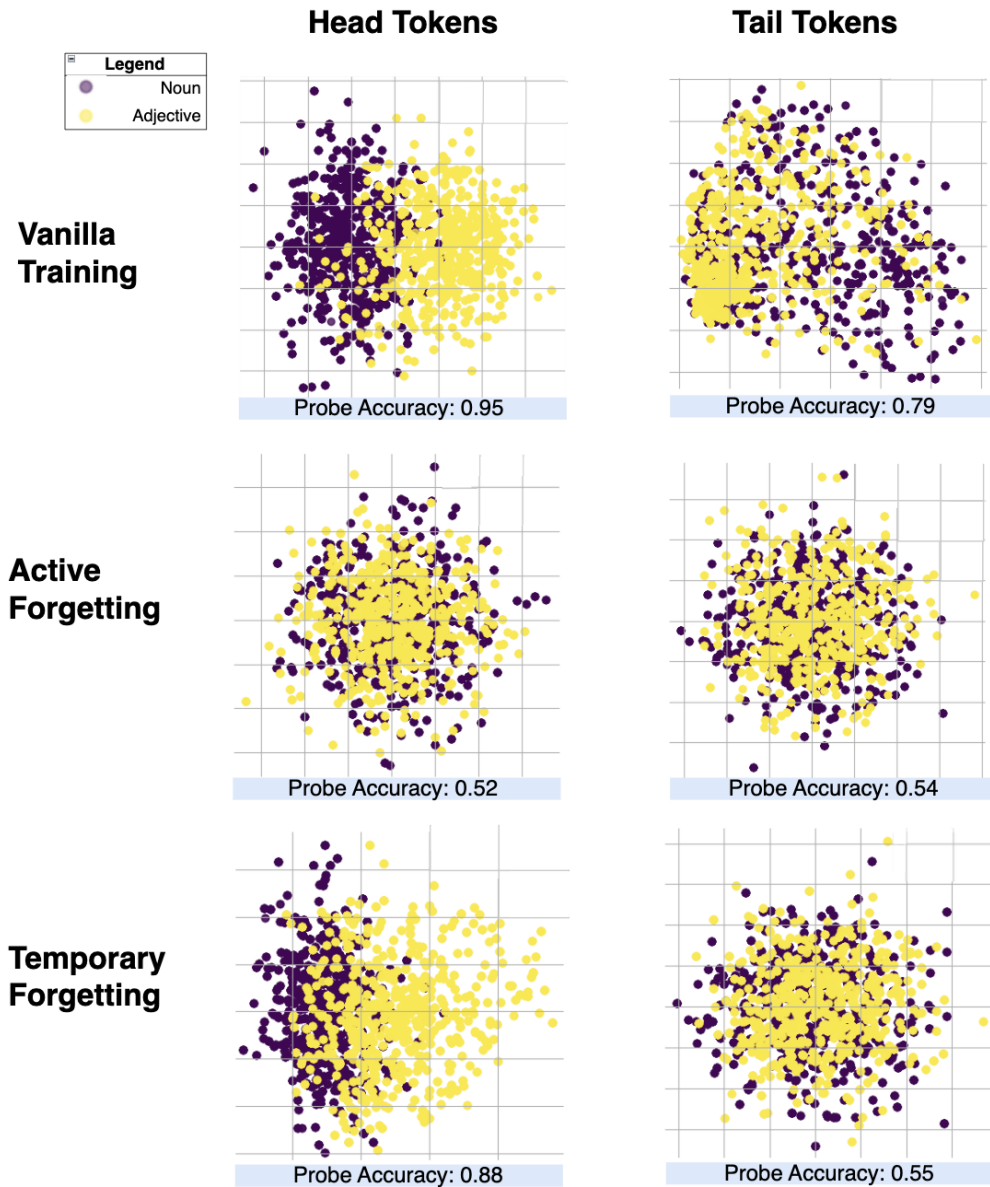 Head Tokens
Tail Tokens
Legend
Noun
Adjective
Vanilla
Training
Probe Accuracy: 0.95
Probe Accuracy: 0.79
Active
Forgetting
Probe Accuracy: 0.52
Probe Accuracy: 0.54
Temporary
Forgetting
Probe Accuracy: 0.88
Probe Accuracy: 0.55